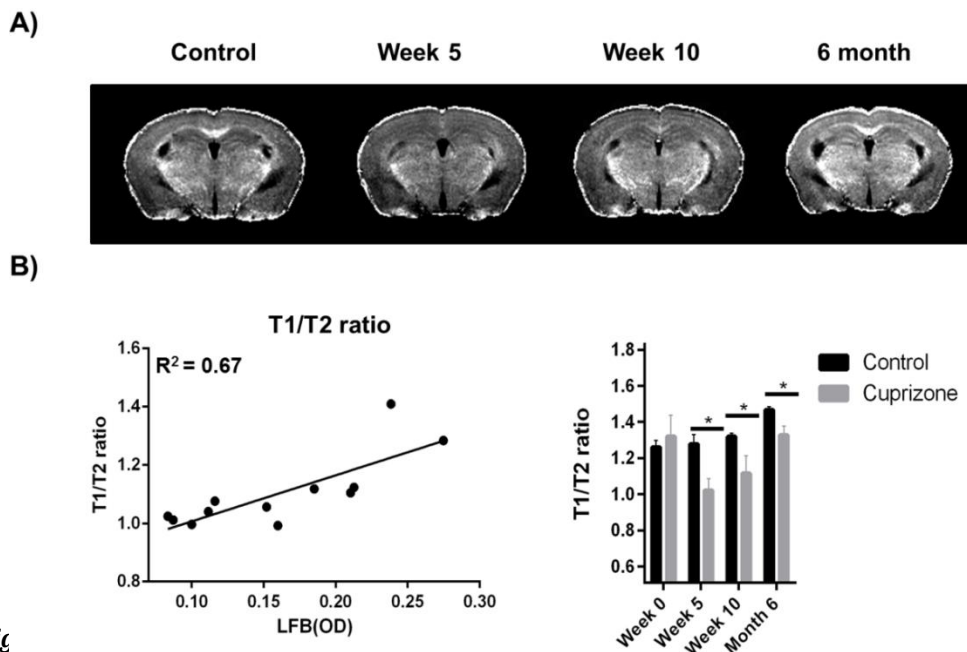 A)
Control Week 5 Week 10 6 month
B)
T1/T2 ratio
R² = 0.67
1.6
1.4
1.2
1.0
0.8
T1/T2 ratio
0.10 0.15 0.20 0.25 0.30
LFB(OD)
1.8
1.6
1.4
1.2
1.0
0.8
0.6
T1/T2 ratio
* * *
Week 0 Week 5 Week 10 Month 6
Control
Cuprizone